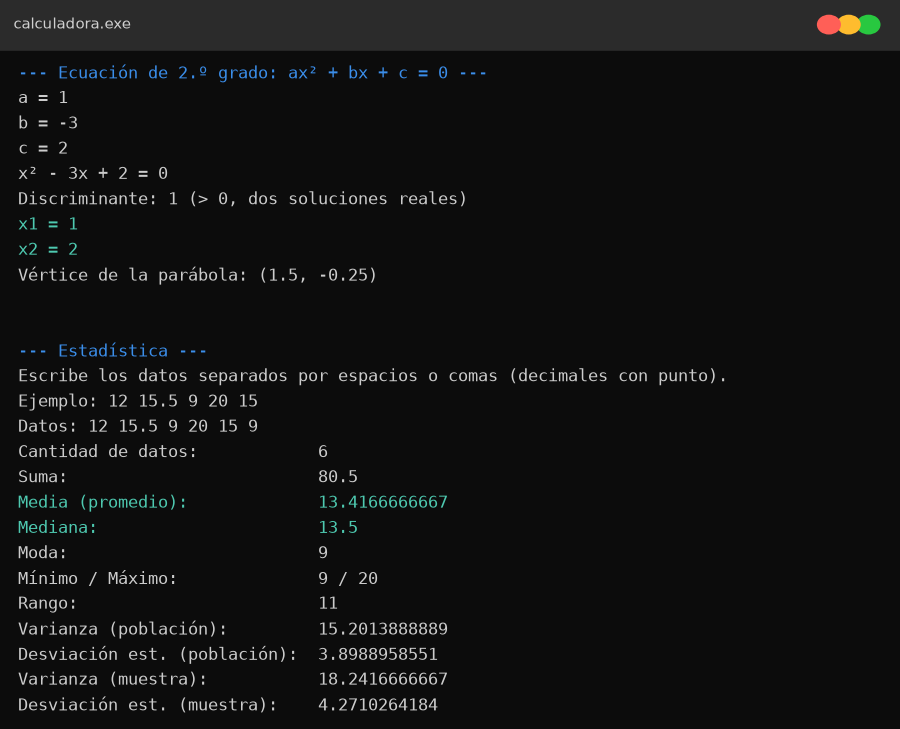 calculadora.exe
--- Ecuación de 2.º grado: ax² + bx + c = 0 ---
a = 1
b = -3
c = 2
x² - 3x + 2 = 0
Discriminante: 1 (> 0, dos soluciones reales)
x1 = 1
x2 = 2
Vértice de la parábola: (1.5, -0.25)
--- Estadística ---
Escribe los datos separados por espacios o comas (decimales con punto).
Ejemplo: 12 15.5 9 20 15
Datos: 12 15.5 9 20 15 9
Cantidad de datos: 6
Suma: 80.5
Media (promedio): 13.4166666667
Mediana: 13.5
Moda: 9
Mínimo / Máximo: 9 / 20
Rango: 11
Varianza (población): 15.2013888889
Desviación est. (población): 3.8988958551
Varianza (muestra): 18.2416666667
Desviación est. (muestra): 4.2710264184